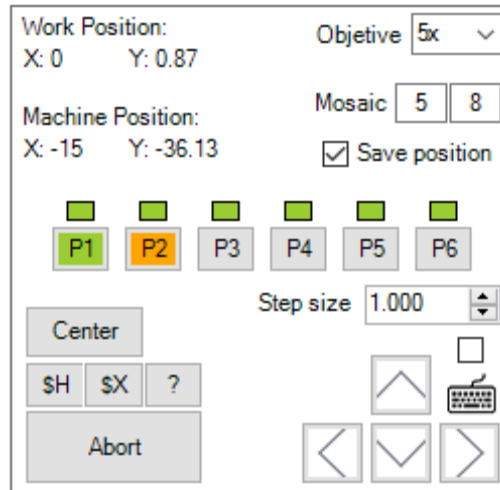 Work Position:
X: 0 Y: 0.87
Objetive 5x
Machine Position:
X: -15 Y: -36.13
Mosaic 5 8
Save position
P1 P2 P3 P4 P5 P6
Step size 1.000
Center
$H $X ?
Abort